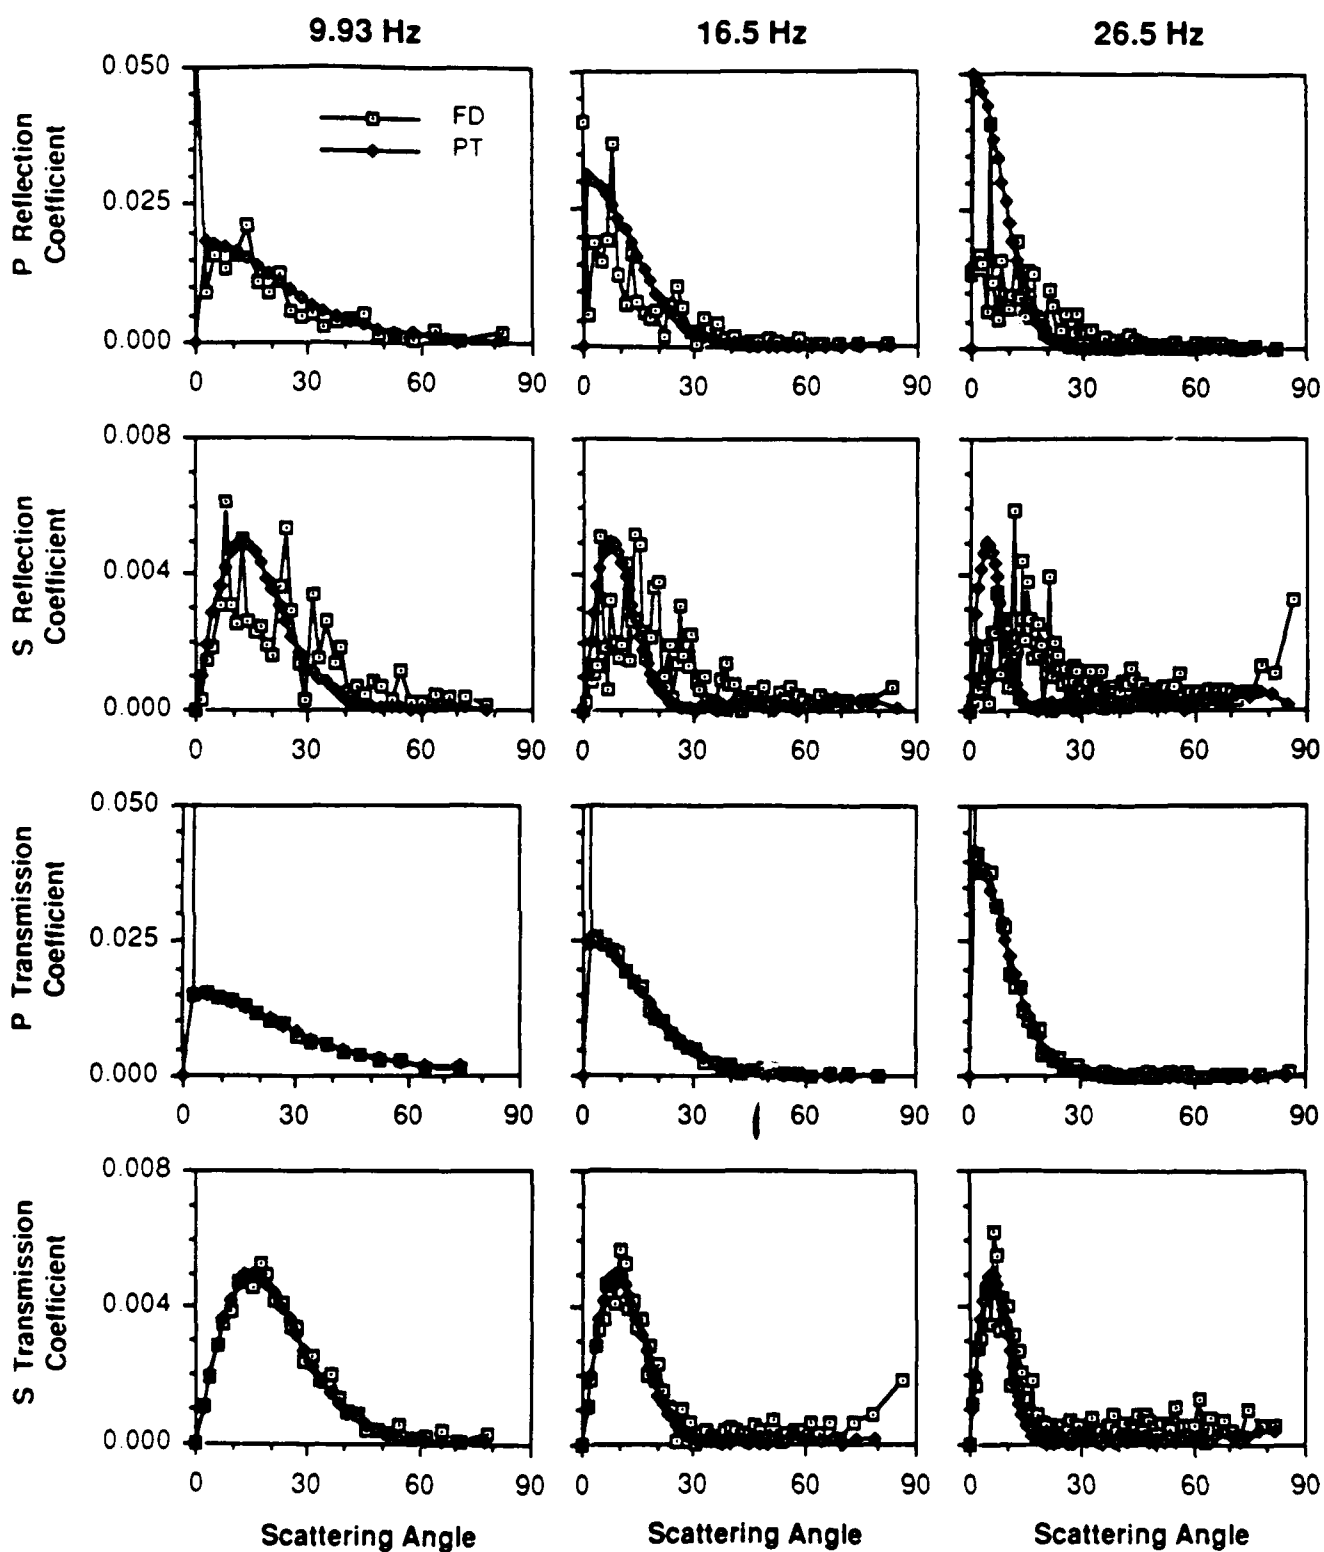 9.93 Hz 16.5 Hz 26.5 Hz
P Reflection
Coefficient
0.050
0.025
0.000
FD
PT
0 30 60 90 0 30 60 90 0 30 60 90
S Reflection
Coefficient
0.008
0.004
0.000
0 30 60 90 0 30 60 90 0 30 60 90
P Transmission
Coefficient
0.050
0.025
0.000
0 30 60 90 0 30 60 90 0 30 60 90
S Transmission
Coefficient
0.008
0.004
0.000
0 30 60 90 0 30 60 90 0 30 60 90
Scattering Angle Scattering Angle Scattering Angle